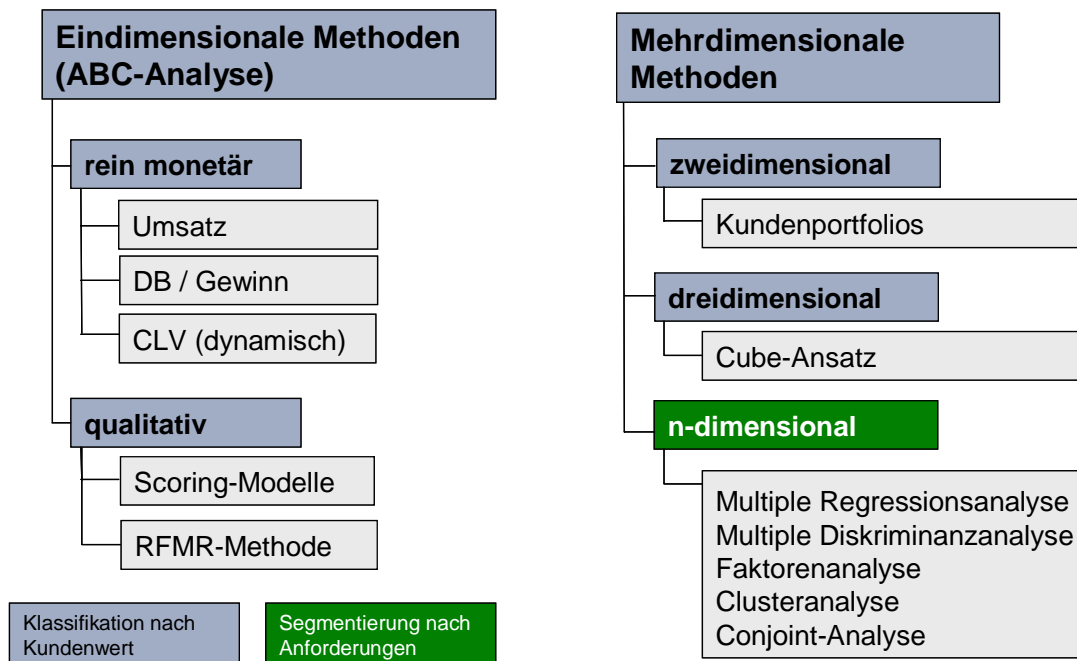 Eindimensionale Methoden
(ABC-Analyse)
rein monetär
Umsatz
DB / Gewinn
CLV (dynamisch)
qualitativ
Scoring-Modelle
RFMR-Methode
Klassifikation nach
Kundenwert
Segmentierung nach
Anforderungen
Mehrdimensionale
Methoden
zweidimensional
Kundenportfolios
dreidimensional
Cube-Ansatz
n-dimensional
Multiple Regressionsanalyse
Multiple Diskriminanzanalyse
Faktorenanalyse
Clusteranalyse
Conjoint-Analyse